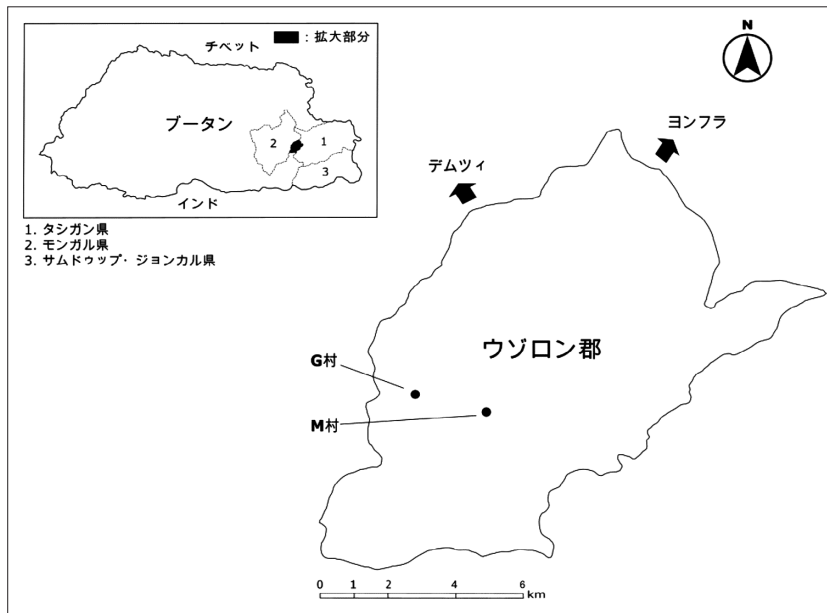 チベット
: 拡大部分
ブータン
1
2
3
インド
1. タシガン県
2. モンガル県
3. サムドゥップ・ジョンカル県
N
ヨンフラ
デムツィ
ウゾロン郡
G村
M村
0 1 2 4 6 km